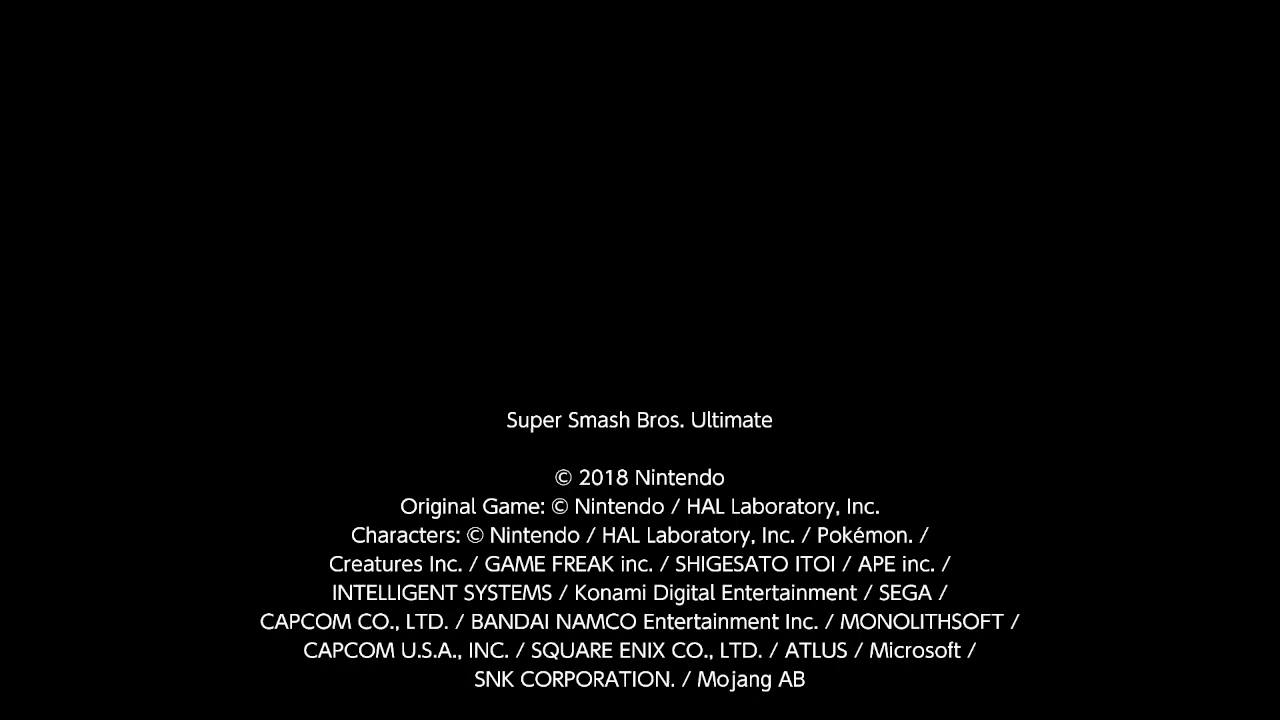 Super Smash Bros. Ultimate
© 2018 Nintendo
Original Game: © Nintendo / HAL Laboratory, Inc.
Characters: © Nintendo / HAL Laboratory, Inc. / Pokémon. /
Creatures Inc. / GAME FREAK inc. / SHIGESATO ITOI / APE inc. /
INTELLIGENT SYSTEMS / Konami Digital Entertainment / SEGA /
CAPCOM CO., LTD. / BANDAI NAMCO Entertainment Inc. / MONOLITHSOFT /
CAPCOM U.S.A., INC. / SQUARE ENIX CO., LTD. / ATLUS / Microsoft /
SNK CORPORATION. / Mojang AB